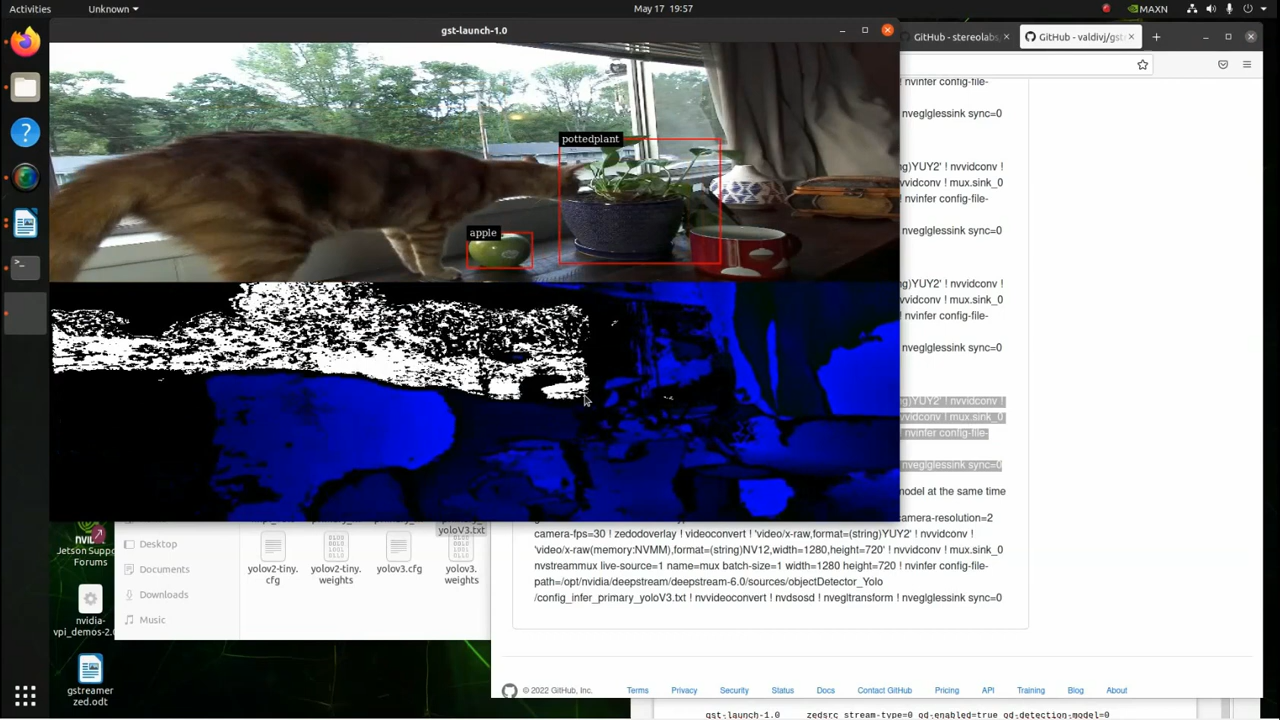 Activities
Unknown
May 17 19:57
MAXN
gst-launch-1.0
GitHub - stereolabs
GitHub - valdivj/gst
pottedplant
apple
! nvinfer config-file-
nveglglessink sync=0
ng)YUY2' ! nvvidconv !
nvvidconv ! mux.sink_0
! nvinfer config-file-
nveglglessink sync=0
ng)YUY2' ! nvvidconv !
nvvidconv ! mux.sink_0
! nvinfer config-file-
nveglglessink sync=0
ng)YUY2' ! nvvidconv !
nvvidconv ! mux.sink_0
! nvinfer config-file-
nveglglessink sync=0
model at the same time
camera-resolution=2
camera-fps=30 ! zedodoverlay ! videoconvert ! 'video/x-raw,format=(string)YUY2' ! nvvidconv !
'video/x-raw(memory:NVMM),format=(string)NV12,width=1280,height=720' ! nvvidconv ! mux.sink_0
nvstreammux live-source=1 name=mux batch-size=1 width=1280 height=720 ! nvinfer config-file-
path=/opt/nvidia/deepstream/deepstream-6.0/sources/objectDetector_Yolo
/config_infer_primary_yoloV3.txt ! nvvideoconvert ! nvdsosd ! nvegltransform ! nveglglessink sync=0
yoloV3.txt
Jetson Suppo
Forums
Desktop
Documents
Downloads
Music
yolov2-tiny.
cfg
yolov2-tiny.
weights
yolov3.cfg
yolov3.
weights
nvidia-
vpi_demos-2.0
gstreamer
zed.odt
© 2022 GitHub, Inc.
Terms
Privacy
Security
Status
Docs
Contact GitHub
Pricing
API
Training
Blog
About
gst-launch-1.0 zedsrc stream-type=0 od-enabled=true od-detection-model=0